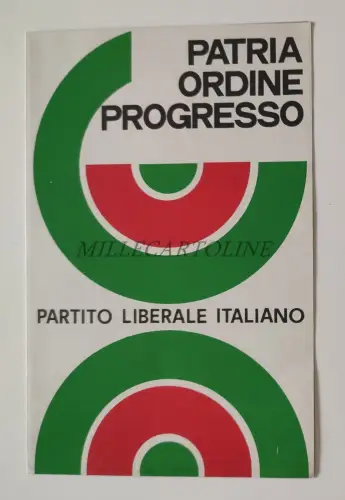 PATRIA
ORDINE
PROGRESSO
MILLECARTOLINE
PARTITO LIBERALE ITALIANO